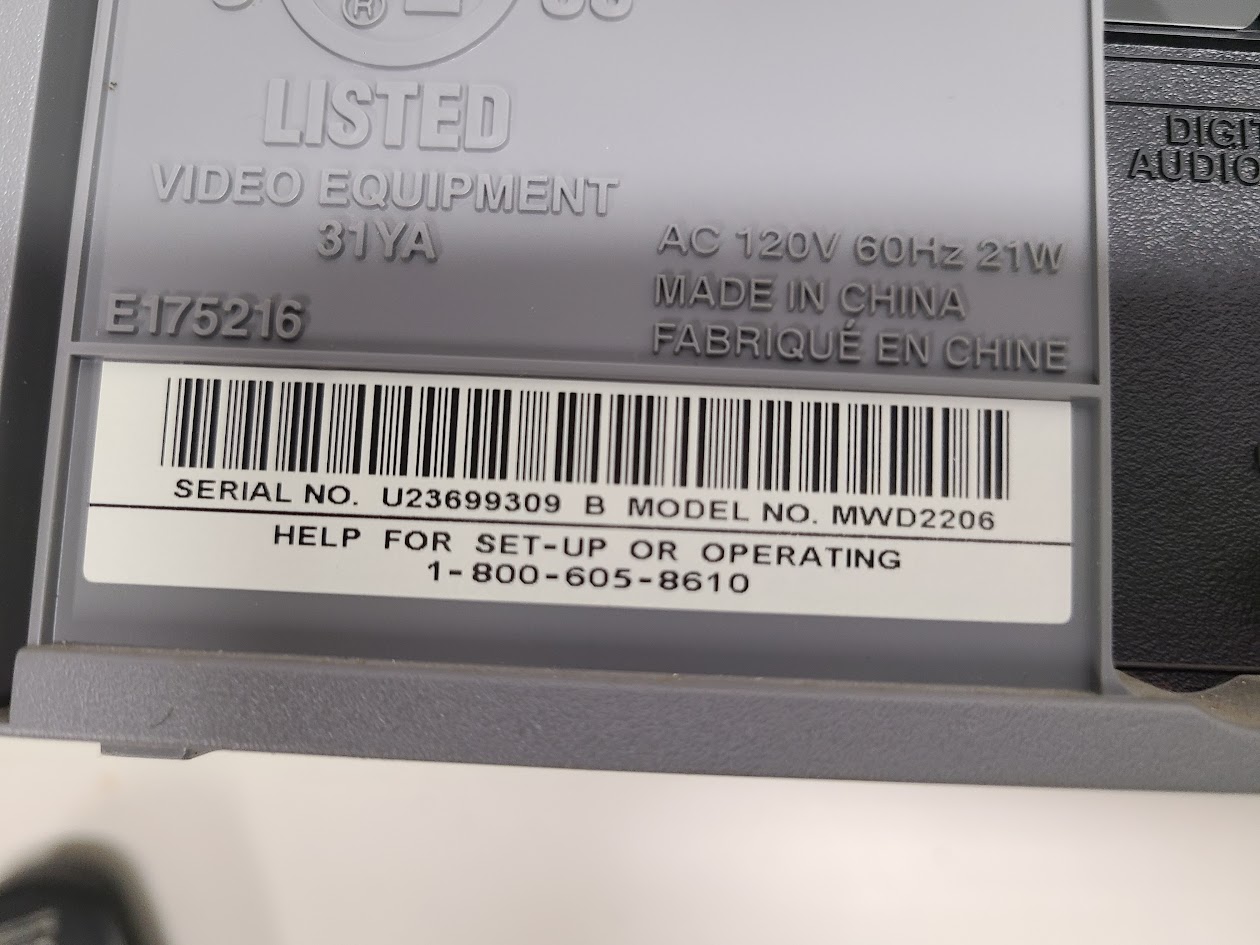 ®
LISTED
VIDEO EQUIPMENT
31YA
E175216
AC 120V 60Hz 21W
MADE IN CHINA
FABRIQUÉ EN CHINE
SERIAL NO. U23699309 B MODEL NO. MWD2206
HELP FOR SET-UP OR OPERATING
1-800-605-8610
AUDIO